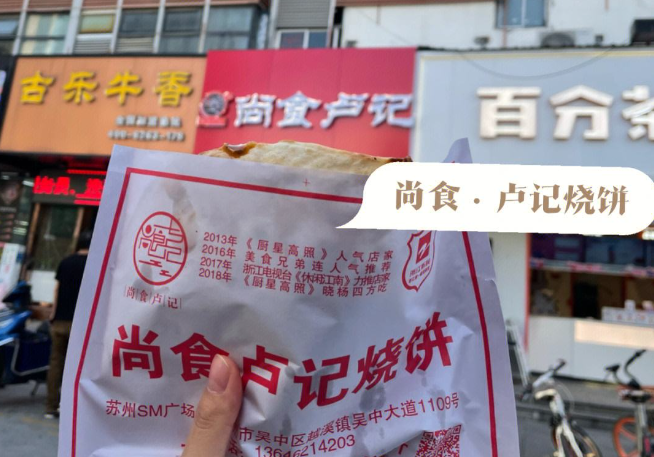 古乐牛香
尚食卢记
百分茶
尚食·卢记烧饼
2013年《厨星高照》人气店家
2016年 美食兄弟连人气推荐
2017年 浙江电视台《休闲江南》力推店家
2018年《厨星高照》晓杨四方吃
尚食卢记
尚食卢记烧饼
苏州SM广场
市吴中区越溪镇吴中大道1109号
13646214203